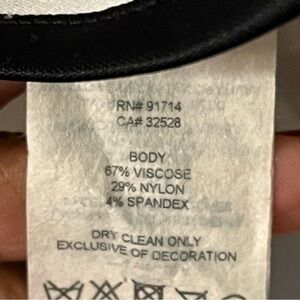 RN# 91714
CA# 32528
BODY
67% VISCOSE
29% NYLON
4% SPANDEX
DRY CLEAN ONLY
EXCLUSIVE OF DECORATION